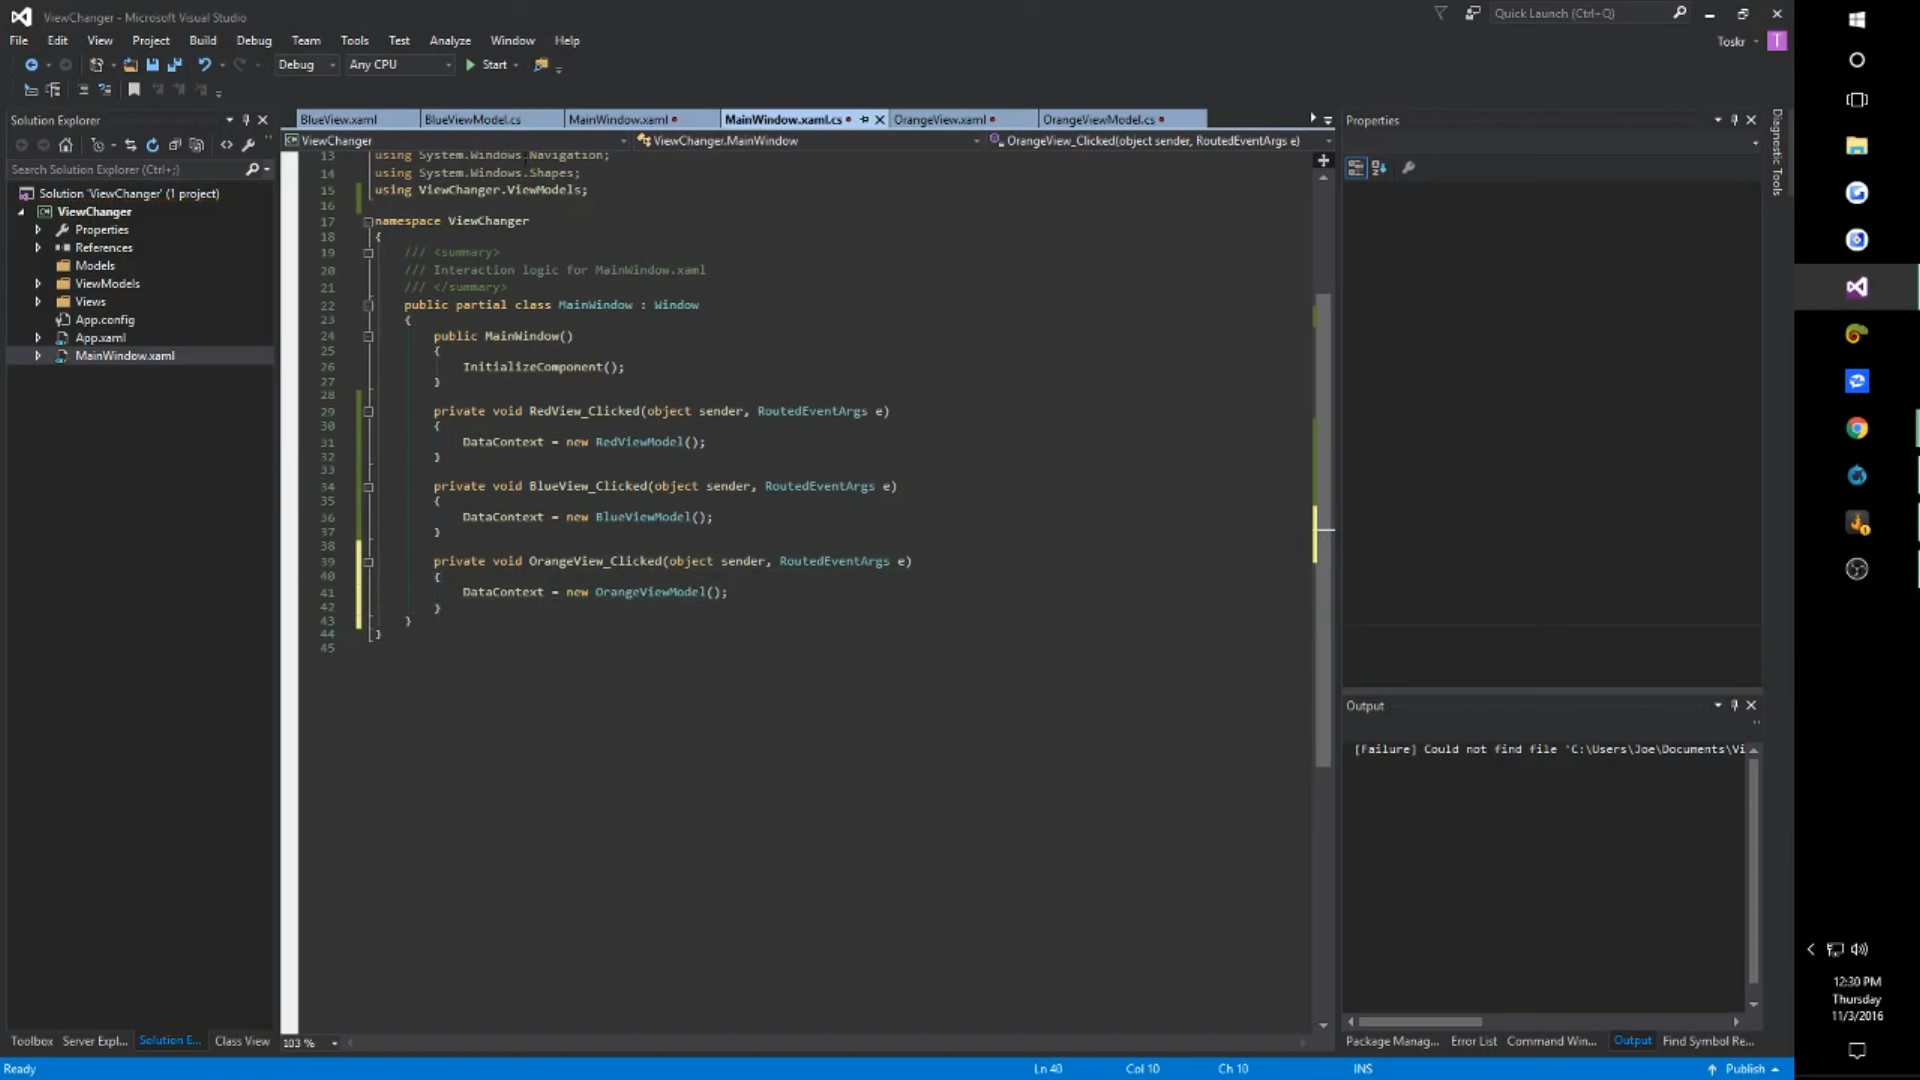 ViewChanger - Microsoft Visual Studio
Quick Launch (Ctrl+Q)
File Edit View Project Build Debug Team Tools Test Analyze Window Help
Toskr T
Debug Any CPU Start
Solution Explorer
Search Solution Explorer (Ctrl+;)
Solution 'ViewChanger' (1 project)
ViewChanger
Properties
References
Models
ViewModels
Views
App.config
App.xaml
MainWindow.xaml
BlueView.xaml BlueViewModel.cs MainWindow.xaml MainWindow.xaml.cs OrangeView.xaml OrangeViewModel.cs
ViewChanger ViewChanger.MainWindow OrangeView_Clicked(object sender, RoutedEventArgs e)
13 using System.Windows.Navigation;
14 using System.Windows.Shapes;
15 using ViewChanger.ViewModels;
16
17 namespace ViewChanger
18 {
19 /// <summary>
20 /// Interaction logic for MainWindow.xaml
21 /// </summary>
22 public partial class MainWindow : Window
23 {
24 public MainWindow()
25 {
26 InitializeComponent();
27 }
28
29 private void RedView_Clicked(object sender, RoutedEventArgs e)
30 {
31 DataContext = new RedViewModel();
32 }
33
34 private void BlueView_Clicked(object sender, RoutedEventArgs e)
35 {
36 DataContext = new BlueViewModel();
37 }
38
39 private void OrangeView_Clicked(object sender, RoutedEventArgs e)
40 {
41 DataContext = new OrangeViewModel();
42 }
43 }
44 }
45
103 %
Properties
Diagnostic Tools
Output
[Failure] Could not find file 'C:\Users\Joe\Documents\Vi
Toolbox Server Expl... Solution E... Class View
Package Manag... Error List Command Win... Output Find Symbol Re...
Ready Ln 40 Col 10 Ch 10 INS Publish
12:30 PM
Thursday
11/3/2016